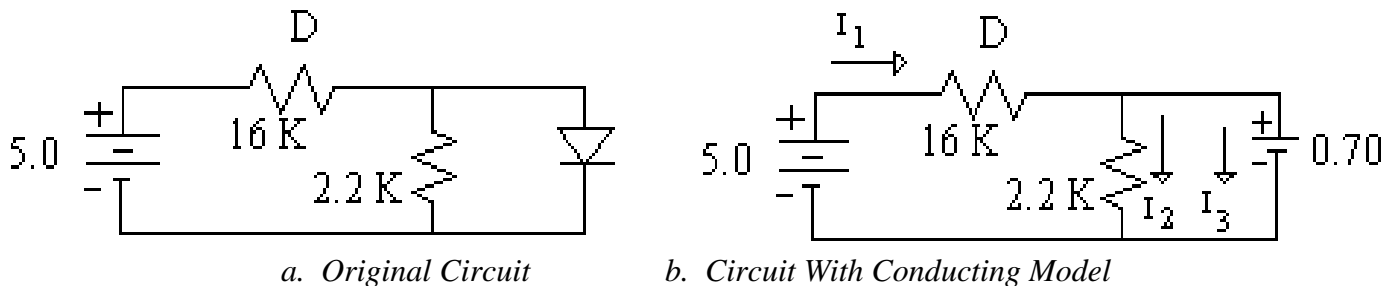 D
16 K
5.0
+
-
2.2 K
I1
D
16 K
5.0
+
-
2.2 K
I2
I3
+
-
0.70
a. Original Circuit
b. Circuit With Conducting Model